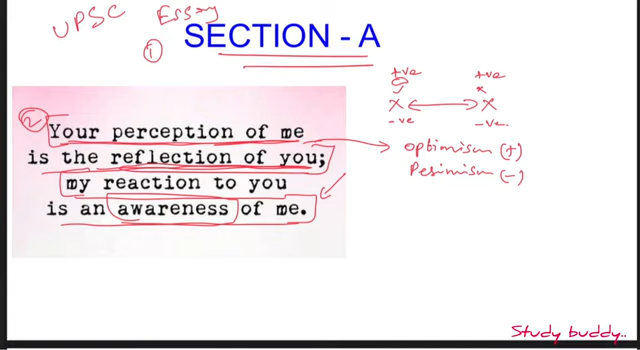 UPSC Essay
① SECTION - A
+ve +ve
x x
-ve -ve.
② Your perception of me
is the reflection of you;
my reaction to you
is an awareness of me.
optimism (+)
Pesimism (-)
Study buddy..